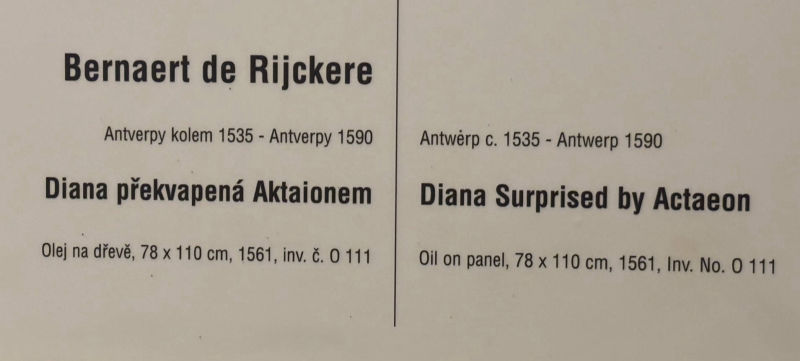 Bernaert de Rijckere
Antverpy kolem 1535 - Antverpy 1590
Diana překvapená Aktaionem
Olej na dřevě, 78 x 110 cm, 1561, inv. č. O 111
Antwerp c. 1535 - Antwerp 1590
Diana Surprised by Actaeon
Oil on panel, 78 x 110 cm, 1561, Inv. No. O 111